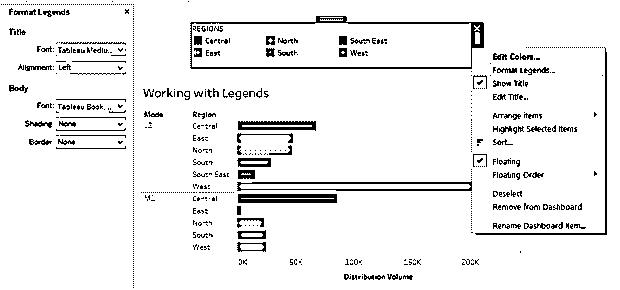 Format Legends ×
Title
Font: Tableau Mediu...
Alignment: Left
Body
Font: Tableau Book...
Shading None
Border None
REGIONS
Central North South East
East South West
Edit Colors...
Format Legends...
Show Title
Edit Title...
Arrange Items
Highlight Selected Items
Sort...
Floating
Floating Order
Deselect
Remove from Dashboard
Rename Dashboard Item...
Working with Legends
Mode Region
L2 Central
East
North
South
South East
West
Central
East
North
South
West
0K 50K 100K 150K 200K
Distribution Volume